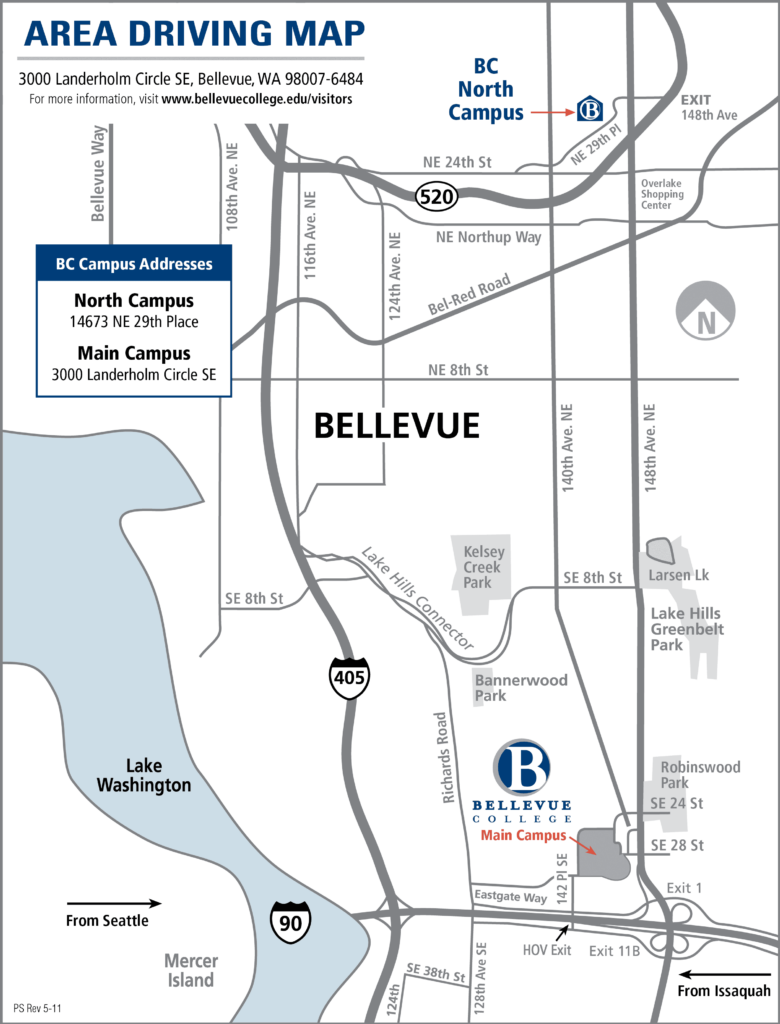 AREA DRIVING MAP
3000 Landerholm Circle SE, Bellevue, WA 98007-6484
For more information, visit www.bellevuecollege.edu/visitors
BC
North
Campus
B
EXIT
148th Ave
NE 29th Pl
NE 24th St
Bellevue Way
108th Ave. NE
116th Ave. NE
124th Ave. NE
520
Overlake
Shopping
Center
NE Northup Way
Bel-Red Road
N
BC Campus Addresses
North Campus
14673 NE 29th Place
Main Campus
3000 Landerholm Circle SE
NE 8th St
BELLEVUE
140th Ave. NE
148th Ave. NE
Kelsey
Creek
Park
Lake Hills Connector
SE 8th St
SE 8th St
Larsen Lk
Lake Hills
Greenbelt
Park
405
Bannerwood
Park
Richards Road
Lake
Washington
B
BELLEVUE
COLLEGE
Main Campus
Robinswood
Park
SE 24 St
SE 28 St
142 Pl SE
Eastgate Way
Exit 1
From Seattle
90
HOV Exit
Exit 11B
Mercer
Island
SE 38th St
124th
128th Ave SE
From Issaquah
PS Rev 5-11